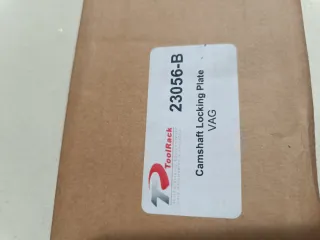 ToolRack
23056-B
Camshaft Locking Plate
VAG